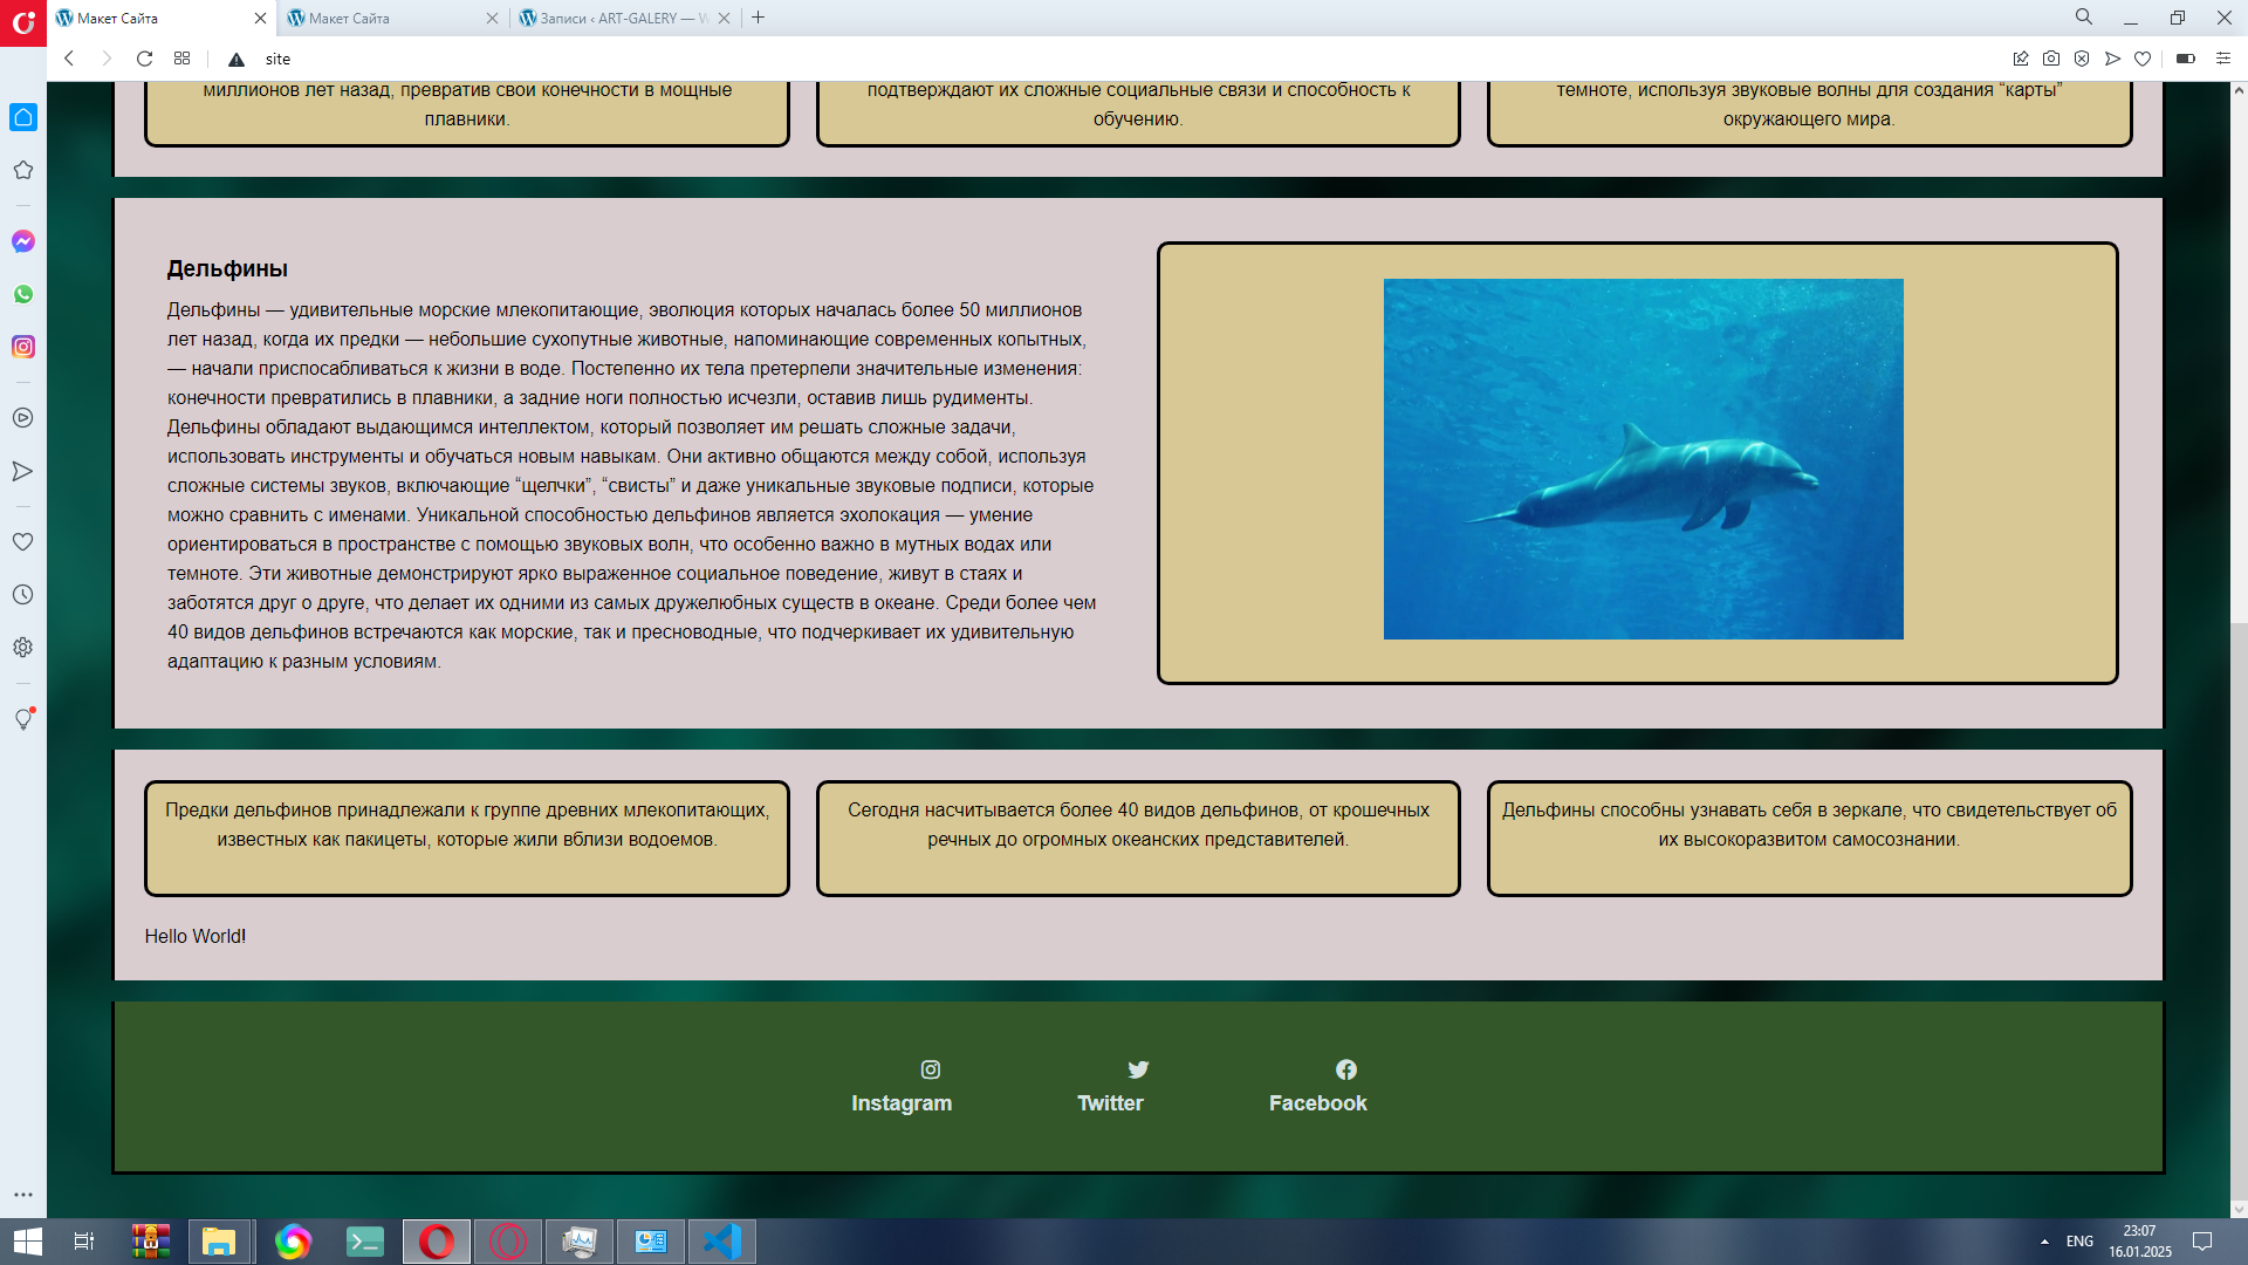 Макет Сайта
Макет Сайта
Записи ‹ ART-GALERY — W
site
миллионов лет назад, превратив свои конечности в мощные
плавники.
подтверждают их сложные социальные связи и способность к
обучению.
темноте, используя звуковые волны для создания “карты”
окружающего мира.
Дельфины
Дельфины — удивительные морские млекопитающие, эволюция которых началась более 50 миллионов
лет назад, когда их предки — небольшие сухопутные животные, напоминающие современных копытных,
— начали приспосабливаться к жизни в воде. Постепенно их тела претерпели значительные изменения:
конечности превратились в плавники, а задние ноги полностью исчезли, оставив лишь рудименты.
Дельфины обладают выдающимся интеллектом, который позволяет им решать сложные задачи,
использовать инструменты и обучаться новым навыкам. Они активно общаются между собой, используя
сложные системы звуков, включающие “щелчки”, “свисты” и даже уникальные звуковые подписи, которые
можно сравнить с именами. Уникальной способностью дельфинов является эхолокация — умение
ориентироваться в пространстве с помощью звуковых волн, что особенно важно в мутных водах или
темноте. Эти животные демонстрируют ярко выраженное социальное поведение, живут в стаях и
заботятся друг о друге, что делает их одними из самых дружелюбных существ в океане. Среди более чем
40 видов дельфинов встречаются как морские, так и пресноводные, что подчеркивает их удивительную
адаптацию к разным условиям.
Предки дельфинов принадлежали к группе древних млекопитающих,
известных как пакицеты, которые жили вблизи водоемов.
Сегодня насчитывается более 40 видов дельфинов, от крошечных
речных до огромных океанских представителей.
Дельфины способны узнавать себя в зеркале, что свидетельствует об
их высокоразвитом самосознании.
Hello World!
Instagram
Twitter
Facebook
ENG
23:07
16.01.2025